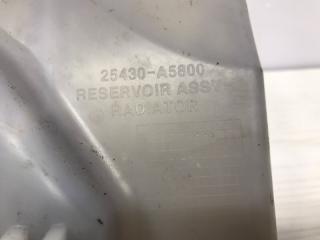 25430-A5800
RESERVOIR ASSY-
RADIATOR